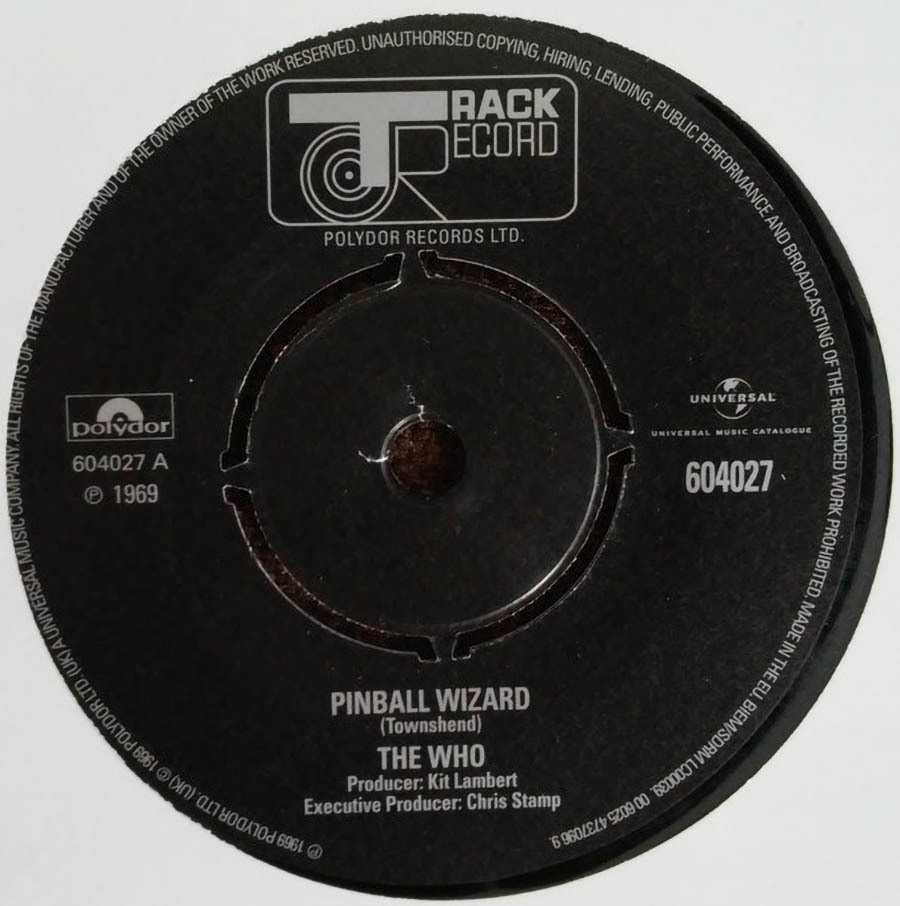 ℗ 1969 POLYDOR LTD. (UK) © 1969 POLYDOR LTD. (UK) A UNIVERSAL MUSIC COMPANY. ALL RIGHTS OF THE MANUFACTURER AND OF THE OWNER OF THE WORK RESERVED. UNAUTHORISED COPYING, HIRING, LENDING, PUBLIC PERFORMANCE AND BROADCASTING OF THE RECORDED WORK PROHIBITED. MADE IN THE EU. BIEM/SDRM LC00039. 00 6025 4737096 9.
TRACK
RECORD
POLYDOR RECORDS LTD.
polydor
604027 A
℗ 1969
UNIVERSAL
UNIVERSAL MUSIC CATALOGUE
604027
PINBALL WIZARD
(Townshend)
THE WHO
Producer: Kit Lambert
Executive Producer: Chris Stamp